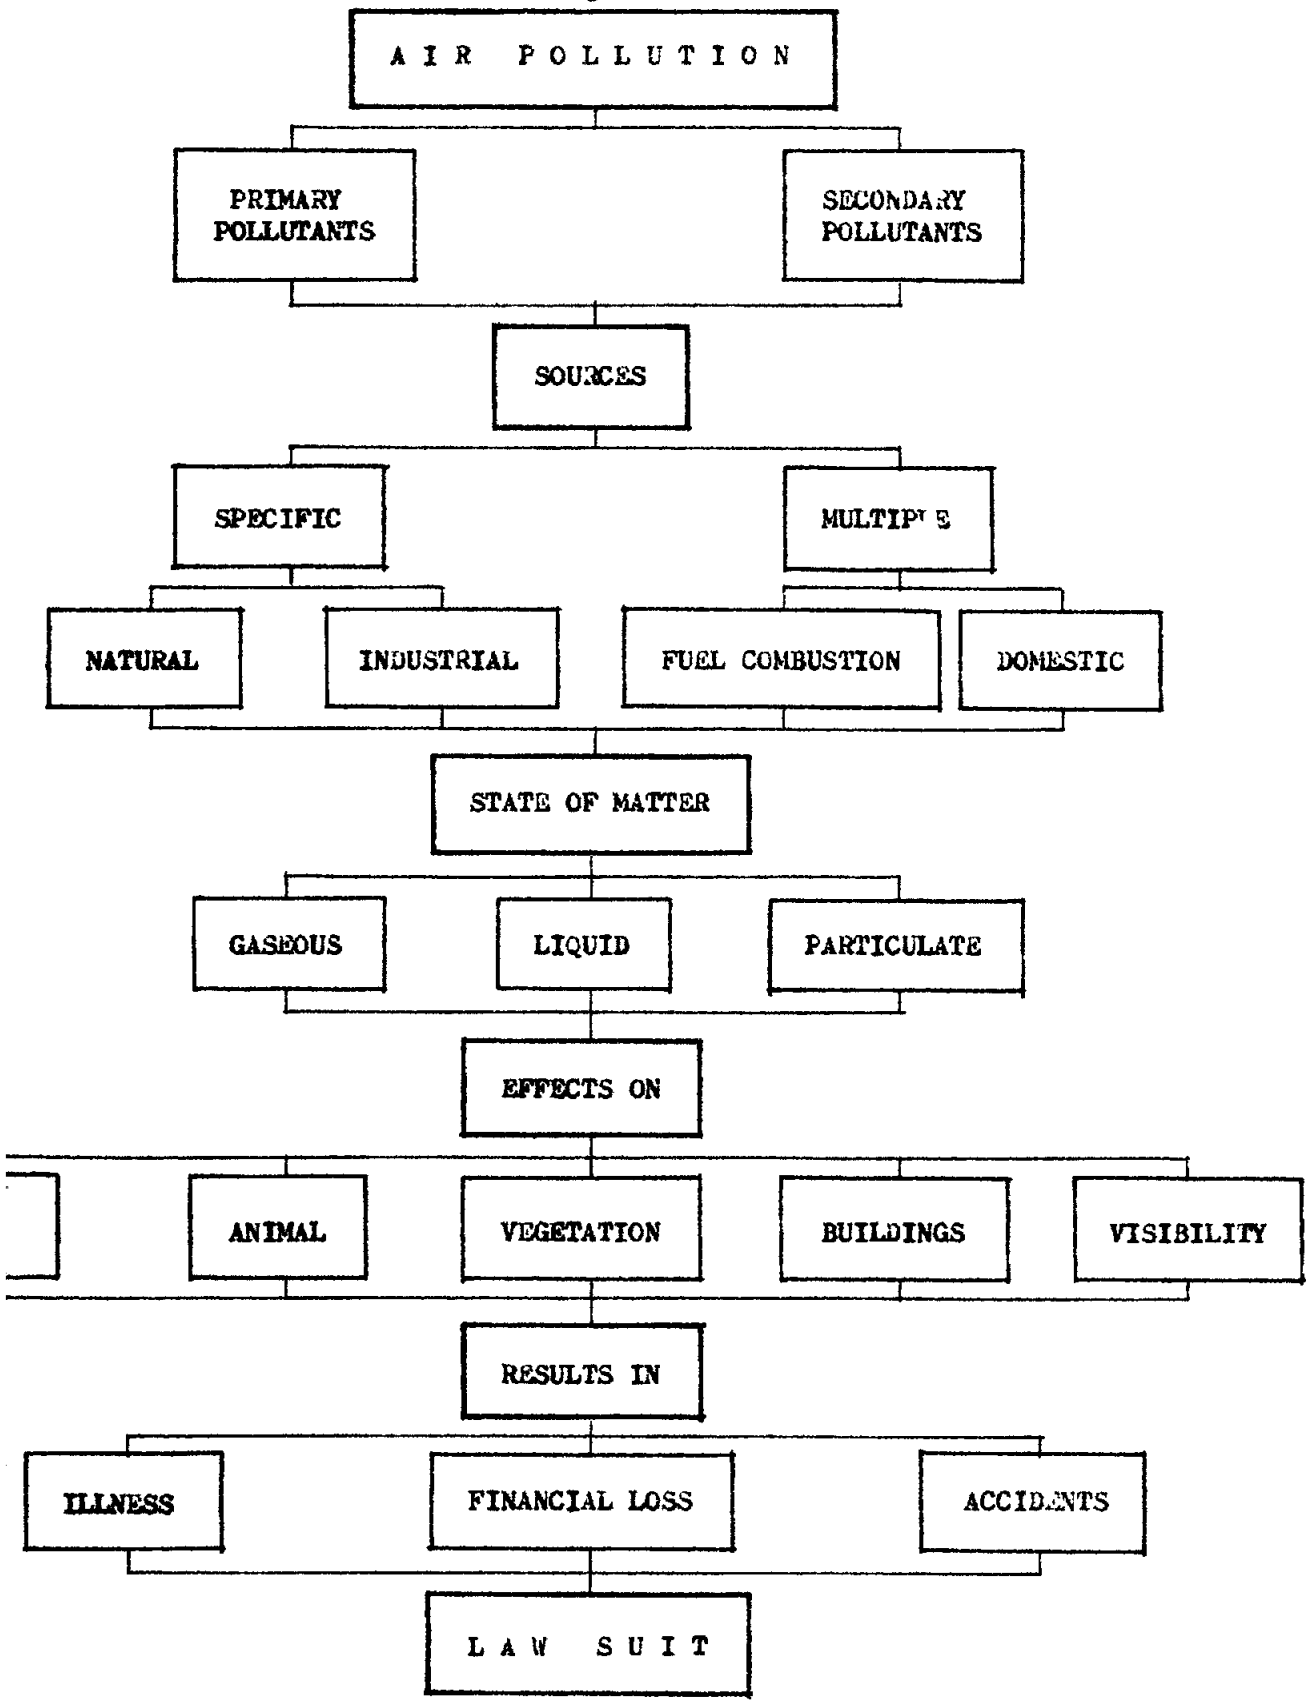 AIR POLLUTION
PRIMARY
POLLUTANTS
SECONDARY
POLLUTANTS
SOURCES
SPECIFIC
MULTIPLE
NATURAL
INDUSTRIAL
FUEL COMBUSTION
DOMESTIC
STATE OF MATTER
GASEOUS
LIQUID
PARTICULATE
EFFECTS ON
ANIMAL
VEGETATION
BUILDINGS
VISIBILITY
RESULTS IN
ILLNESS
FINANCIAL LOSS
ACCIDENTS
LAW SUIT